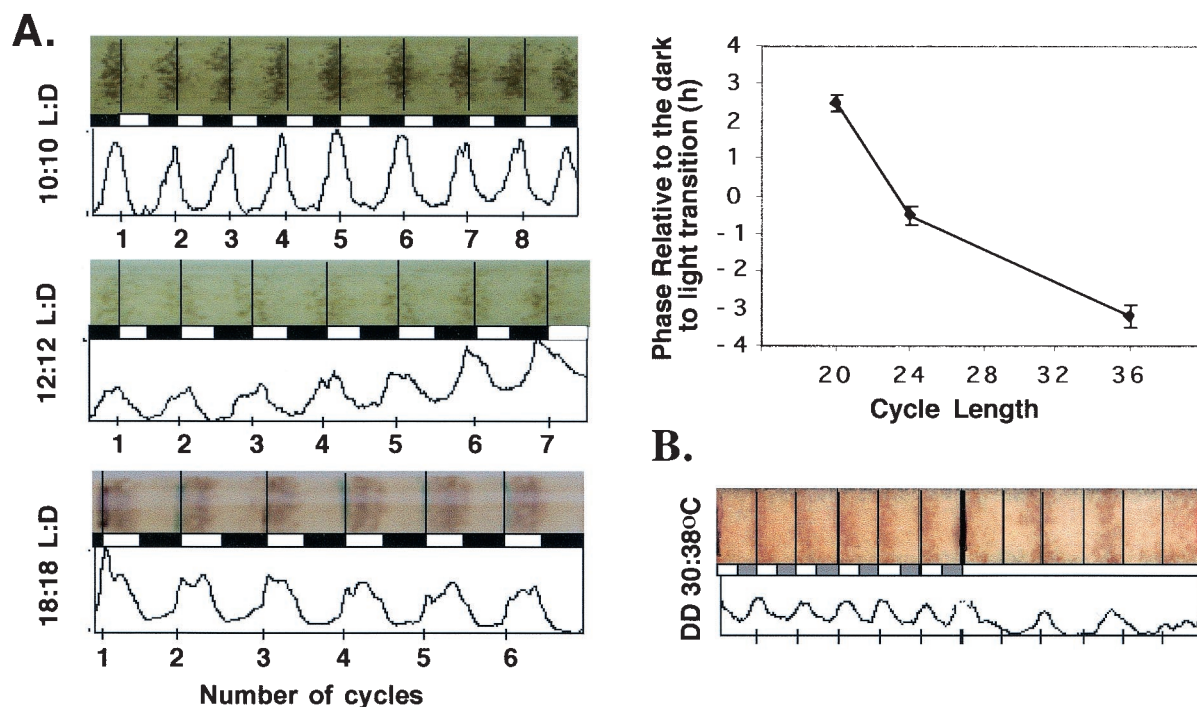 A.
10:10 L:D
1 2 3 4 5 6 7 8
12:12 L:D
1 2 3 4 5 6 7
18:18 L:D
1 2 3 4 5 6
Number of cycles
Phase Relative to the dark
to light transition (h)
4
3
2
1
0
- 1
- 2
- 3
- 4
20 24 28 32 36
Cycle Length
B.
DD 30:38ºC